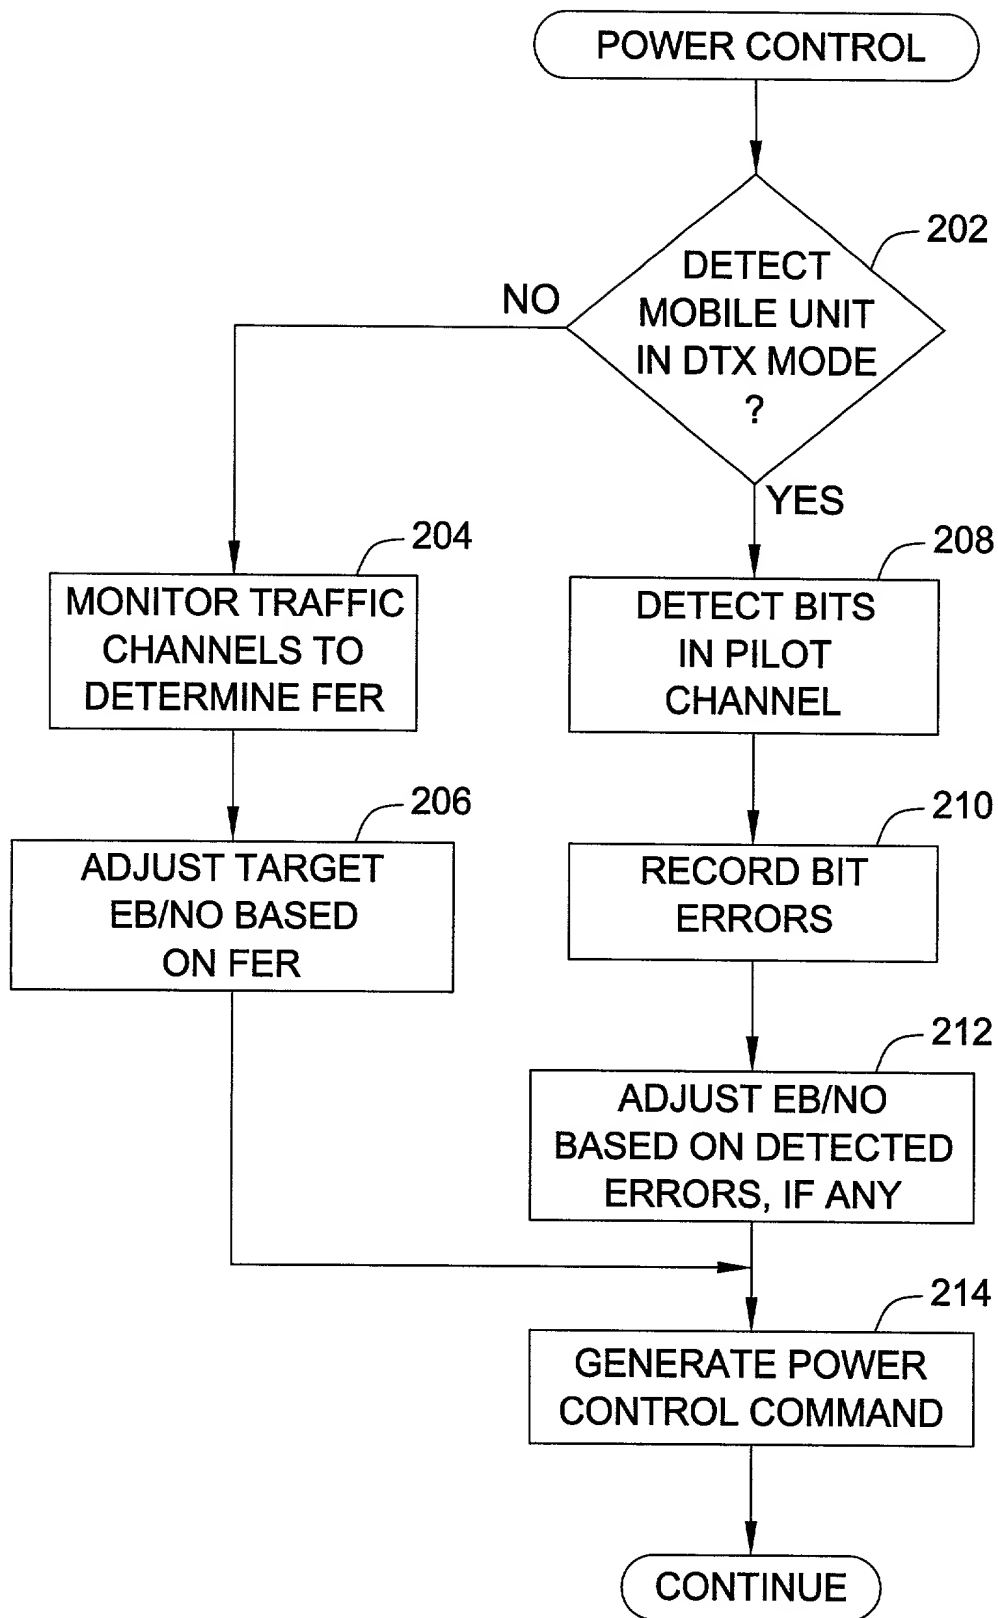 POWER CONTROL
202
DETECT
MOBILE UNIT
IN DTX MODE
?
NO
YES
204
MONITOR TRAFFIC
CHANNELS TO
DETERMINE FER
206
ADJUST TARGET
EB/NO BASED
ON FER
208
DETECT BITS
IN PILOT
CHANNEL
210
RECORD BIT
ERRORS
212
ADJUST EB/NO
BASED ON DETECTED
ERRORS, IF ANY
214
GENERATE POWER
CONTROL COMMAND
CONTINUE